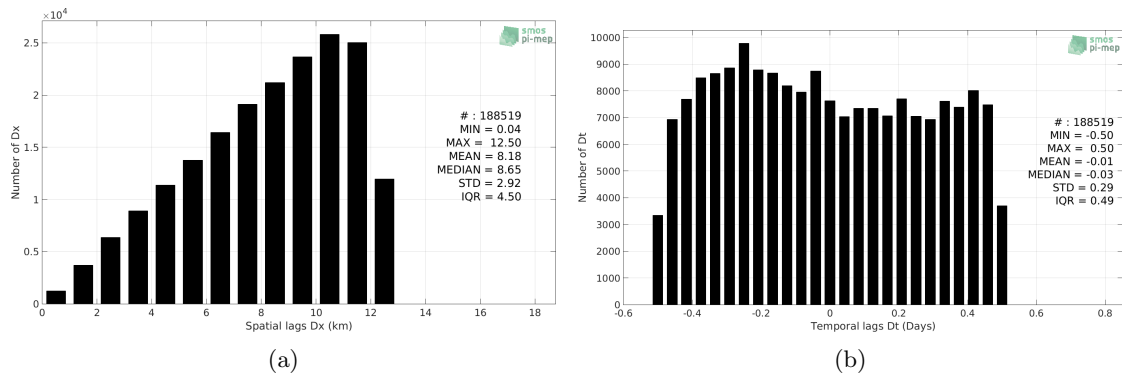 ×10⁴
2.5
2
1.5
1
0.5
0
0 2 4 6 8 10 12 14 16 18
Number of Dx
Spatial lags Dx (km)
smos
pi-mep
# : 188519
MIN = 0.04
MAX = 12.50
MEAN = 8.18
MEDIAN = 8.65
STD = 2.92
IQR = 4.50
(a)
10000
9000
8000
7000
6000
5000
4000
3000
2000
1000
0
-0.6 -0.4 -0.2 0 0.2 0.4 0.6 0.8
Number of Dt
Temporal lags Dt (Days)
smos
pi-mep
# : 188519
MIN = -0.50
MAX = 0.50
MEAN = -0.01
MEDIAN = -0.03
STD = 0.29
IQR = 0.49
(b)